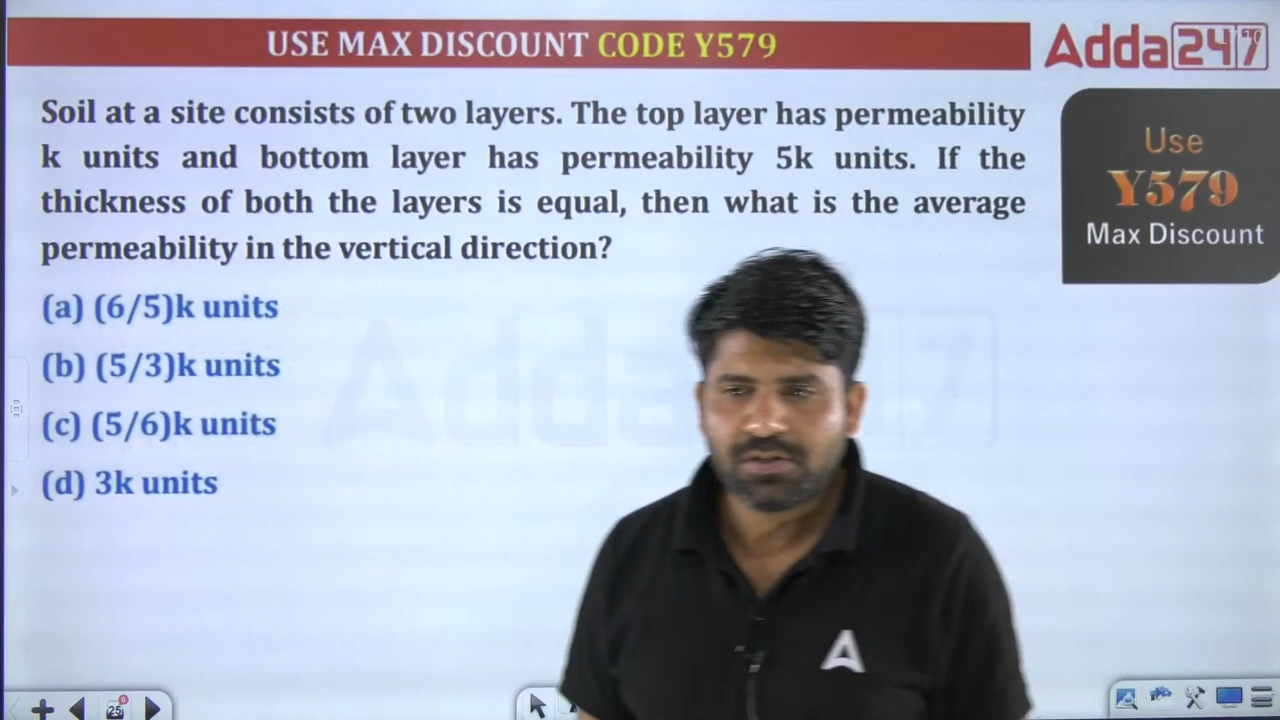 USE MAX DISCOUNT CODE Y579
Adda247
Soil at a site consists of two layers. The top layer has permeability
k units and bottom layer has permeability 5k units. If the
thickness of both the layers is equal, then what is the average
permeability in the vertical direction?
(a) (6/5)k units
(b) (5/3)k units
(c) (5/6)k units
(d) 3k units
Use
Y579
Max Discount
Adda247
25